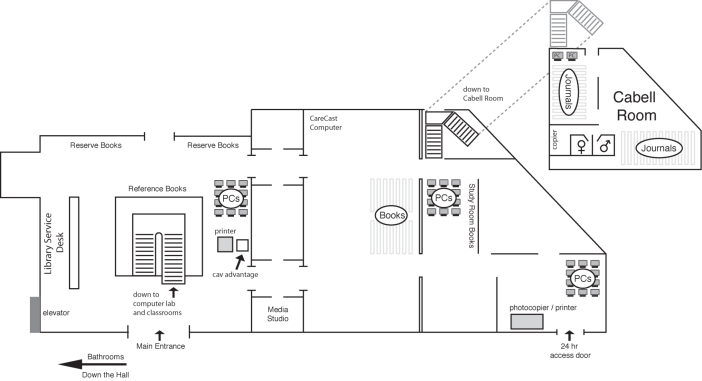 PC
PC
Journals
Cabell
Room
down to
Cabell Room
copier
Journals
CareCast
Computer
Reserve Books
Reserve Books
Reference Books
PCs
PCs
Study Room Books
Books
Library Service
Desk
printer
cav advantage
PCs
down to
computer lab
and classrooms
elevator
Media
Studio
photocopier / printer
Main Entrance
24 hr
access door
Bathrooms
Down the Hall